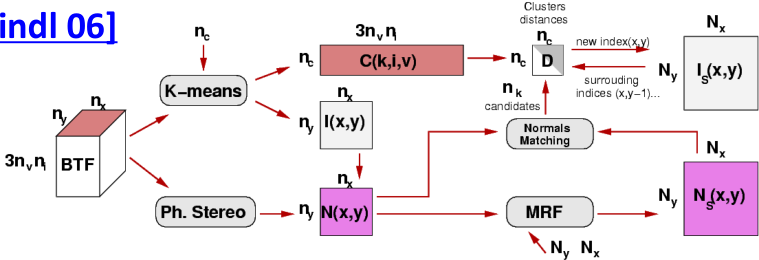 indl 06]
Clusters
distances
n_c
n_c
3n_v n_i
n_c
C(k,i,v)
n_c
D
new index(x,y)
surrouding
indices (x,y−1)...
N_x
N_y
I_S(x,y)
K−means
n_k
candidates
n_x
n_y
3n_v n_i
BTF
n_x
n_y
I(x,y)
Normals
Matching
n_x
n_y
N(x,y)
Ph. Stereo
MRF
N_y N_x
N_x
N_y
N_S(x,y)